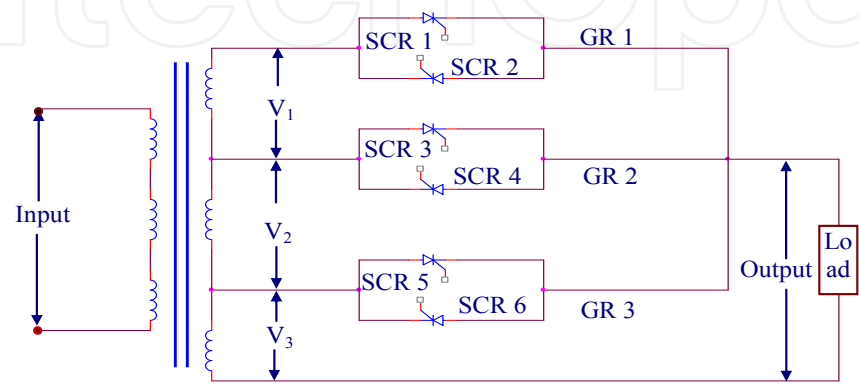 SCR 1
GR 1
SCR 2
V1
SCR 3
GR 2
SCR 4
Input
V2
Lo
ad
Output
SCR 5
GR 3
SCR 6
V3